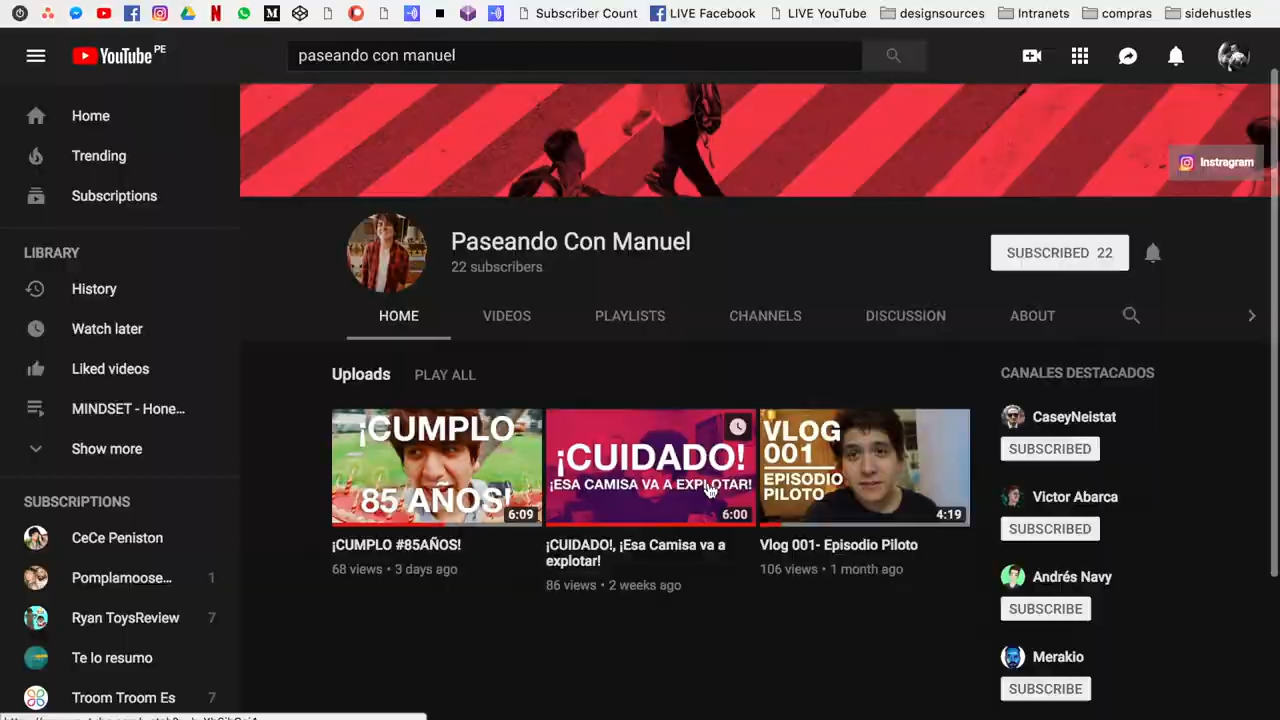 Subscriber Count
LIVE Facebook
LIVE YouTube
designsources
Intranets
compras
sidehustles
YouTube PE
paseando con manuel
Home
Trending
Subscriptions
LIBRARY
History
Watch later
Liked videos
MINDSET - Hone...
Show more
SUBSCRIPTIONS
CeCe Peniston
Pomplamoose... 1
Ryan ToysReview 7
Te lo resumo
Troom Troom Es 7
Instragram
Paseando Con Manuel
22 subscribers
SUBSCRIBED 22
HOME
VIDEOS
PLAYLISTS
CHANNELS
DISCUSSION
ABOUT
Uploads PLAY ALL
¡CUMPLO
85 AÑOS!
6:09
¡CUMPLO #85AÑOS!
68 views • 3 days ago
¡CUIDADO!
¡ESA CAMISA VA A EXPLOTAR!
6:00
¡CUIDADO!, ¡Esa Camisa va a
explotar!
86 views • 2 weeks ago
VLOG
001
EPISODIO
PILOTO
4:19
Vlog 001- Episodio Piloto
106 views • 1 month ago
CANALES DESTACADOS
CaseyNeistat
SUBSCRIBED
Victor Abarca
SUBSCRIBED
Andrés Navy
SUBSCRIBE
Merakio
SUBSCRIBE